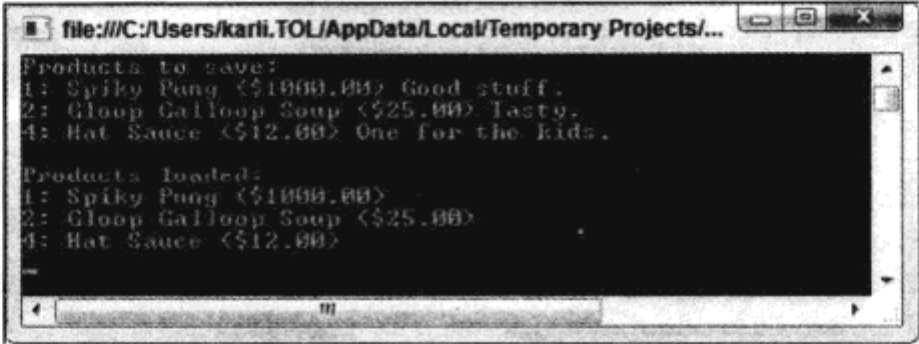 file:///C:/Users/karli.TOL/AppData/Local/Temporary Projects/...
Products to save:
1: Spiky Pung ($1000.00) Good stuff.
2: Gloop Galloop Soup ($25.00) Tasty.
4: Hat Sauce ($12.00) One for the kids.
Products loaded:
1: Spiky Pung ($1000.00)
2: Gloop Galloop Soup ($25.00)
4: Hat Sauce ($12.00)